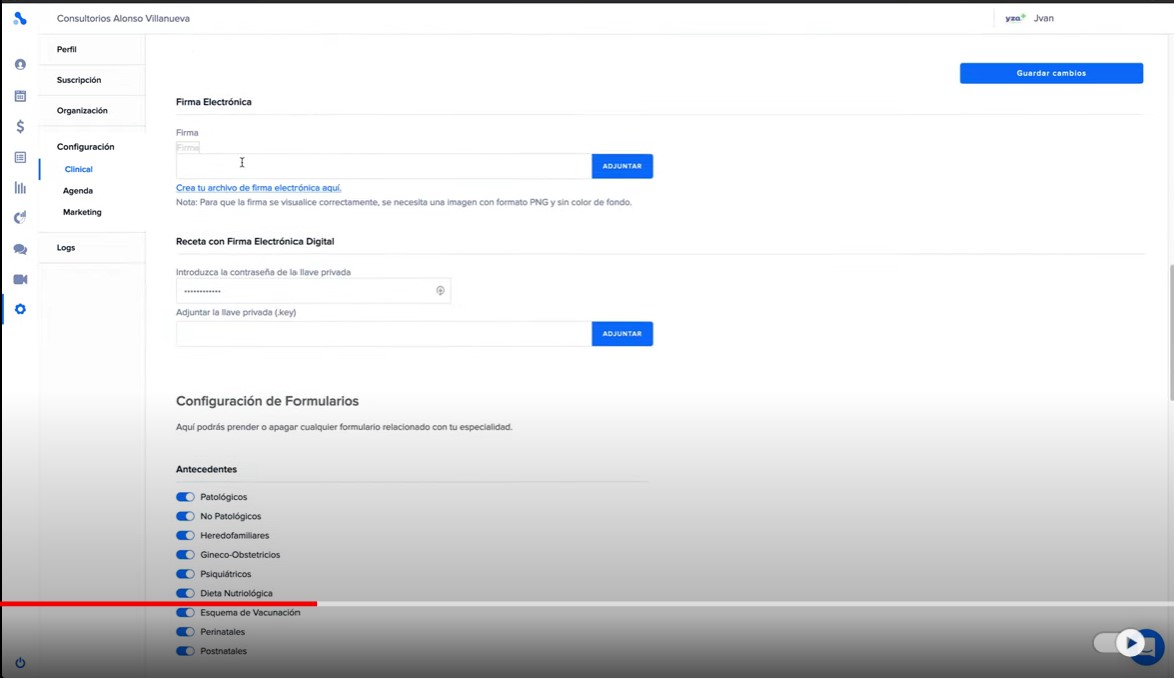 Consultorios Alonso Villanueva
yza+ Jvan
Perfil
Suscripción
Organización
Configuración
Clinical
Agenda
Marketing
Logs
Guardar cambios
Firma Electrónica
Firma
Firma
ADJUNTAR
Crea tu archivo de firma electrónica aquí.
Nota: Para que la firma se visualice correctamente, se necesita una imagen con formato PNG y sin color de fondo.
Receta con Firma Electrónica Digital
Introduzca la contraseña de la llave privada
Adjuntar la llave privada (.key)
ADJUNTAR
Configuración de Formularios
Aquí podrás prender o apagar cualquier formulario relacionado con tu especialidad.
Antecedentes
Patológicos
No Patológicos
Heredofamiliares
Gineco-Obstetricios
Psiquiátricos
Dieta Nutriológica
Esquema de Vacunación
Perinatales
Postnatales